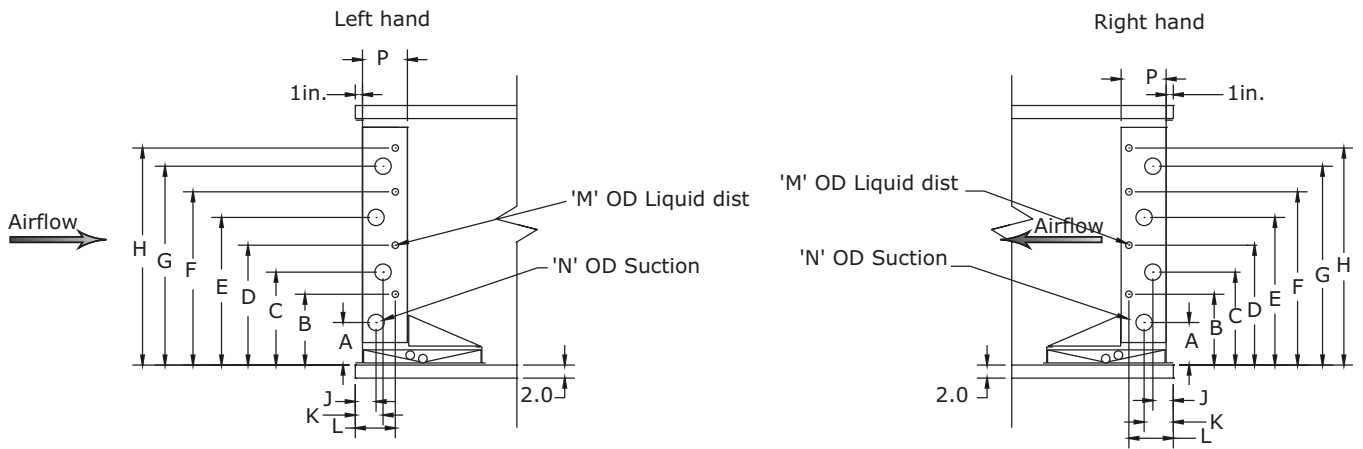 Left hand
P
1in.
'M' OD Liquid dist
'N' OD Suction
Airflow
H
G
F
E
D
C
B
A
J
K
L
2.0
Right hand
P
1in.
'M' OD Liquid dist
Airflow
'N' OD Suction
H
G
F
E
D
C
B
A
2.0
J
K
L